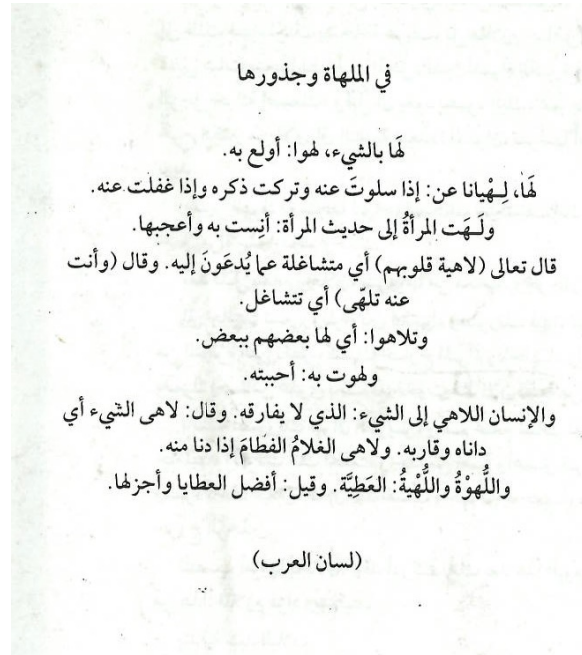 في الملهاة وجذورها
لَها بالشيء، لهوا: أولع به.
لَهَا، لِـهْيانا عن: إذا سلوتَ عنه وتركت ذكره وإذا غفلت عنه.
ولَـهَت المرأةُ إلى حديث المرأة: أنِست به وأعجبها.
قال تعالى (لاهية قلوبهم) أي متشاغلة عما يُدعَونَ إليه. وقال (وأنت
عنه تلهّى) أي تتشاغل.
وتلاهوا: أي لها بعضهم ببعض.
ولهوت به: أحببته.
والإنسان اللاهي إلى الشيء: الذي لا يفارقه. وقال: لاهى الشيء أي
داناه وقاربه. ولاهى الغلامُ الفطامَ إذا دنا منه.
واللُّهوْةُ واللُّهْيةُ: العَطِيَّة. وقيل: أفضل العطايا وأجزلها.
(لسان العرب)